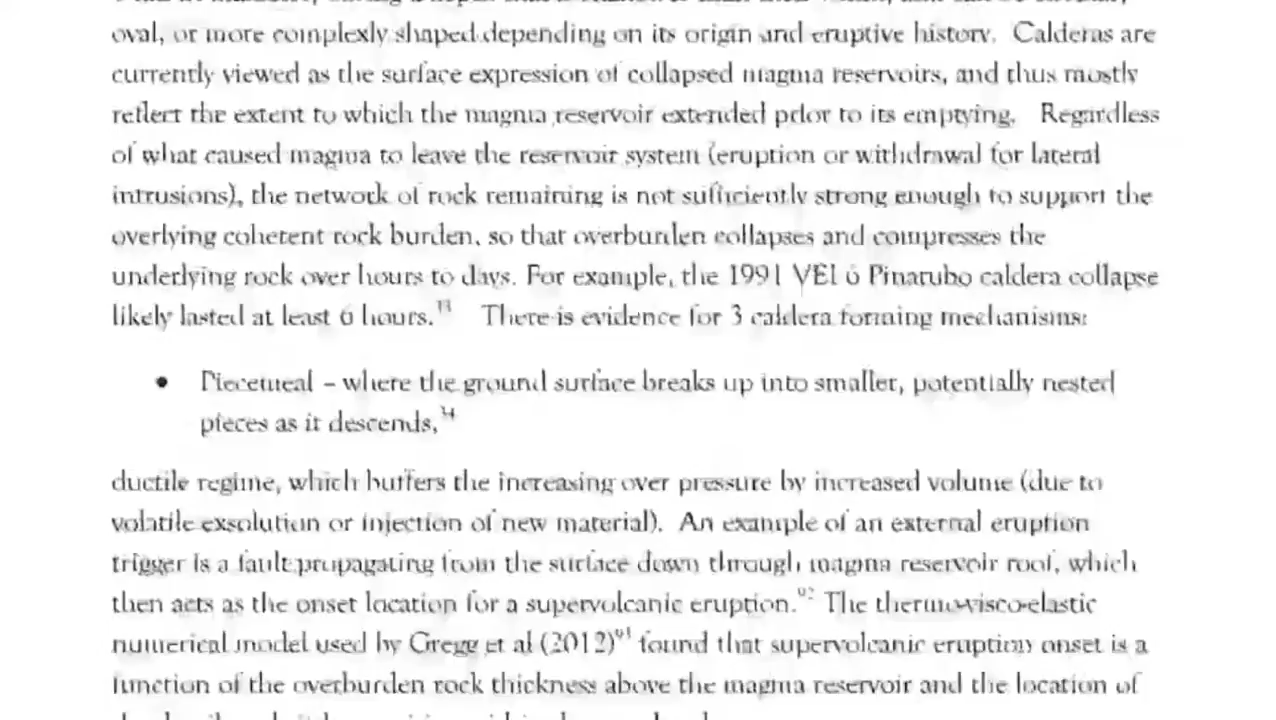 oval, or more complexly shaped depending on its origin and eruptive history. Calderas are
currently viewed as the surface expression of collapsed magma reservoirs, and thus mostly
reflect the extent to which the magma reservoir extended prior to its emptying. Regardless
of what caused magma to leave the reservoir system (eruption or withdrawal for lateral
intrusions), the network of rock remaining is not sufficiently strong enough to support the
overlying coherent rock burden, so that overburden collapses and compresses the
underlying rock over hours to days. For example, the 1991 VEI 6 Pinatubo caldera collapse
likely lasted at least 6 hours. There is evidence for 3 caldera forming mechanisms:
• Piecemeal – where the ground surface breaks up into smaller, potentially nested
pieces as it descends,
ductile regime, which buffers the increasing over pressure by increased volume (due to
volatile exsolution or injection of new material). An example of an external eruption
trigger is a fault propagating from the surface down through magma reservoir roof, which
then acts as the onset location for a supervolcanic eruption. The thermo-visco-elastic
numerical model used by Gregg et al (2012) found that supervolcanic eruption onset is a
function of the overburden rock thickness above the magma reservoir and the location of